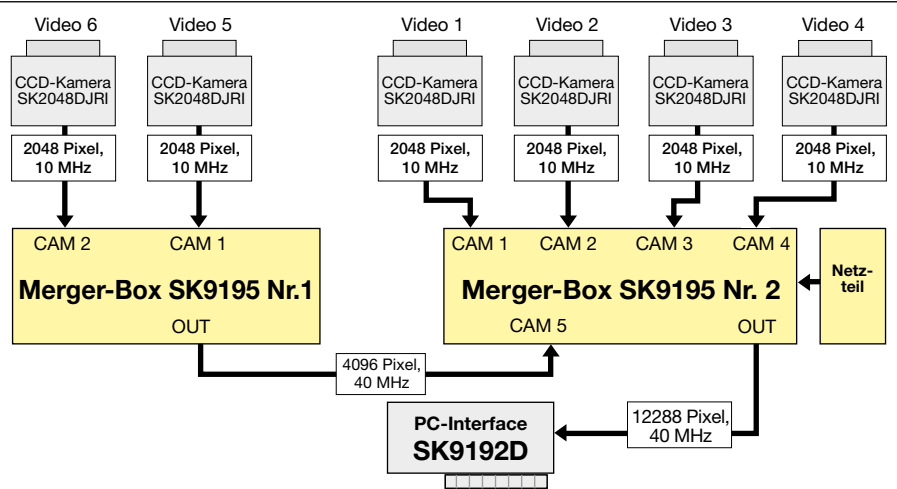 Video 6
Video 5
Video 1
Video 2
Video 3
Video 4
CCD-Kamera
SK2048DJRI
CCD-Kamera
SK2048DJRI
CCD-Kamera
SK2048DJRI
CCD-Kamera
SK2048DJRI
CCD-Kamera
SK2048DJRI
CCD-Kamera
SK2048DJRI
2048 Pixel,
10 MHz
2048 Pixel,
10 MHz
2048 Pixel,
10 MHz
2048 Pixel,
10 MHz
2048 Pixel,
10 MHz
2048 Pixel,
10 MHz
CAM 2
CAM 1
Merger-Box SK9195 Nr.1
OUT
CAM 1
CAM 2
CAM 3
CAM 4
Merger-Box SK9195 Nr. 2
CAM 5
OUT
Netz-
teil
4096 Pixel,
40 MHz
12288 Pixel,
40 MHz
PC-Interface
SK9192D